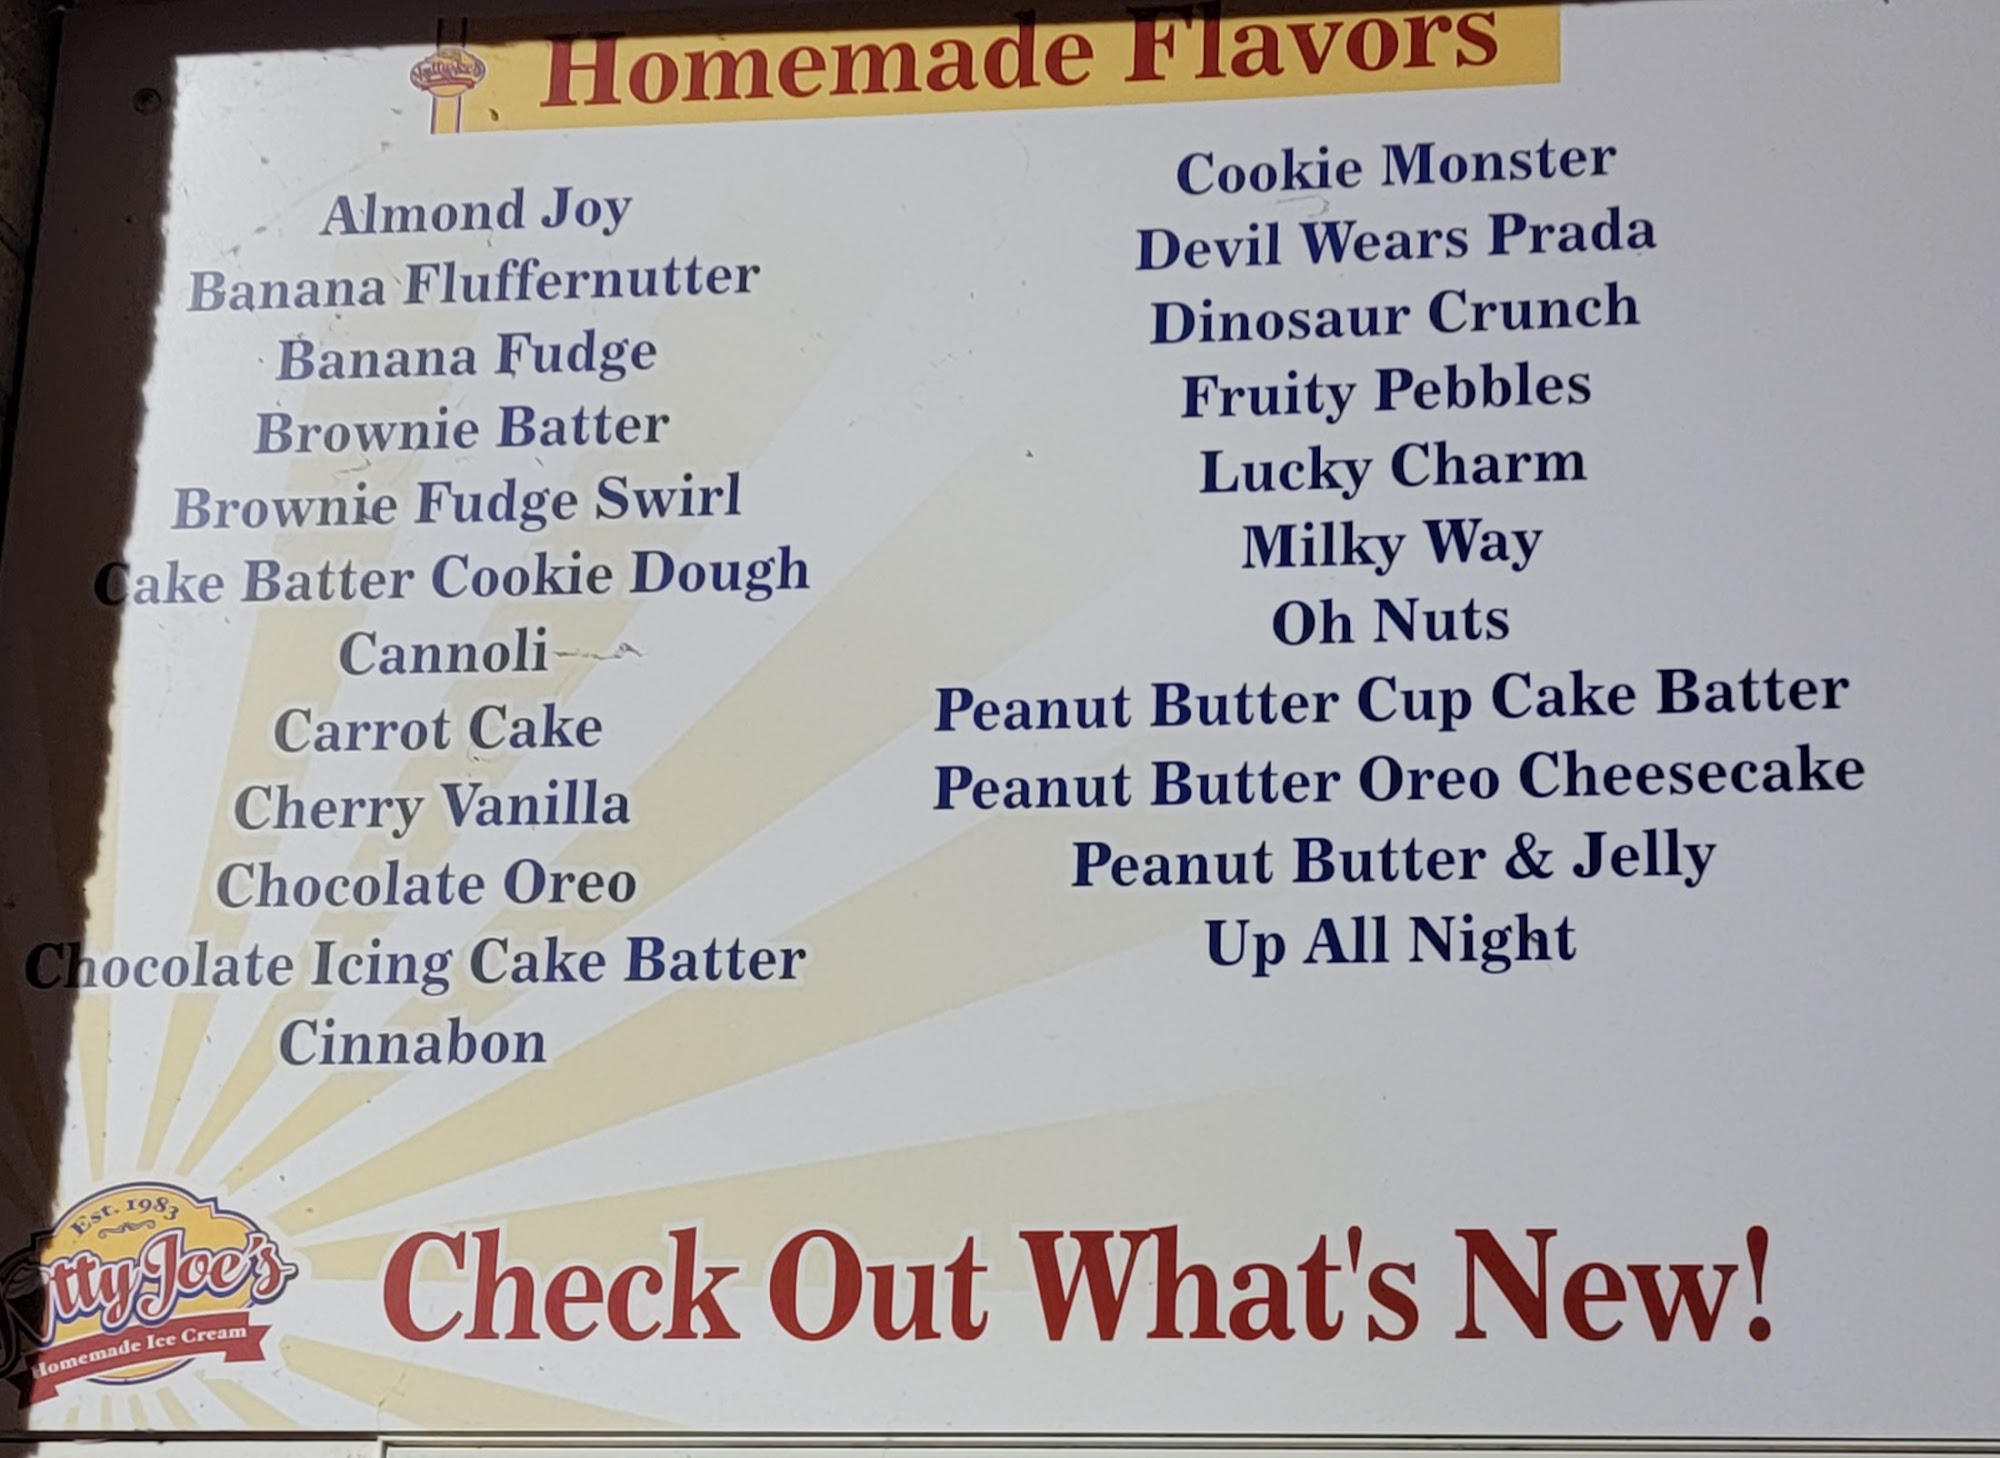 Homemade Flavors
Almond Joy
Banana Fluffernutter
Banana Fudge
Brownie Batter
Brownie Fudge Swirl
Cake Batter Cookie Dough
Cannoli
Carrot Cake
Cherry Vanilla
Chocolate Oreo
Chocolate Icing Cake Batter
Cinnabon
Cookie Monster
Devil Wears Prada
Dinosaur Crunch
Fruity Pebbles
Lucky Charm
Milky Way
Oh Nuts
Peanut Butter Cup Cake Batter
Peanut Butter Oreo Cheesecake
Peanut Butter & Jelly
Up All Night
Est. 1983
Joe's
Homemade Ice Cream
Check Out What's New!